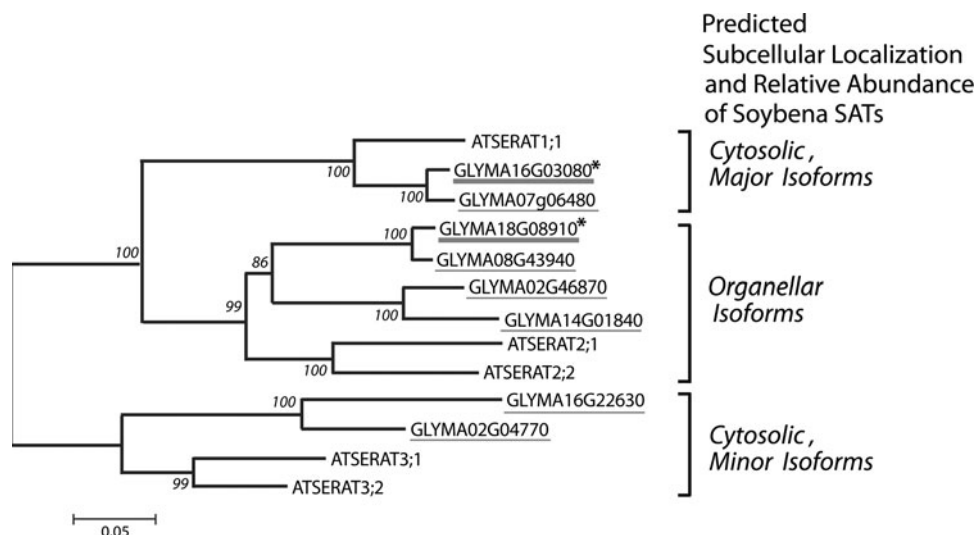 Predicted
Subcellular Localization
and Relative Abundance
of Soybena SATs
ATSERAT1;1
100
GLYMA16G03080*
100
GLYMA07g06480
Cytosolic,
Major Isoforms
100
GLYMA18G08910*
100
GLYMA08G43940
86
GLYMA02G46870
99
100
GLYMA14G01840
ATSERAT2;1
100
ATSERAT2;2
Organellar
Isoforms
GLYMA16G22630
100
GLYMA02G04770
ATSERAT3;1
99
ATSERAT3;2
Cytosolic,
Minor Isoforms
0.05